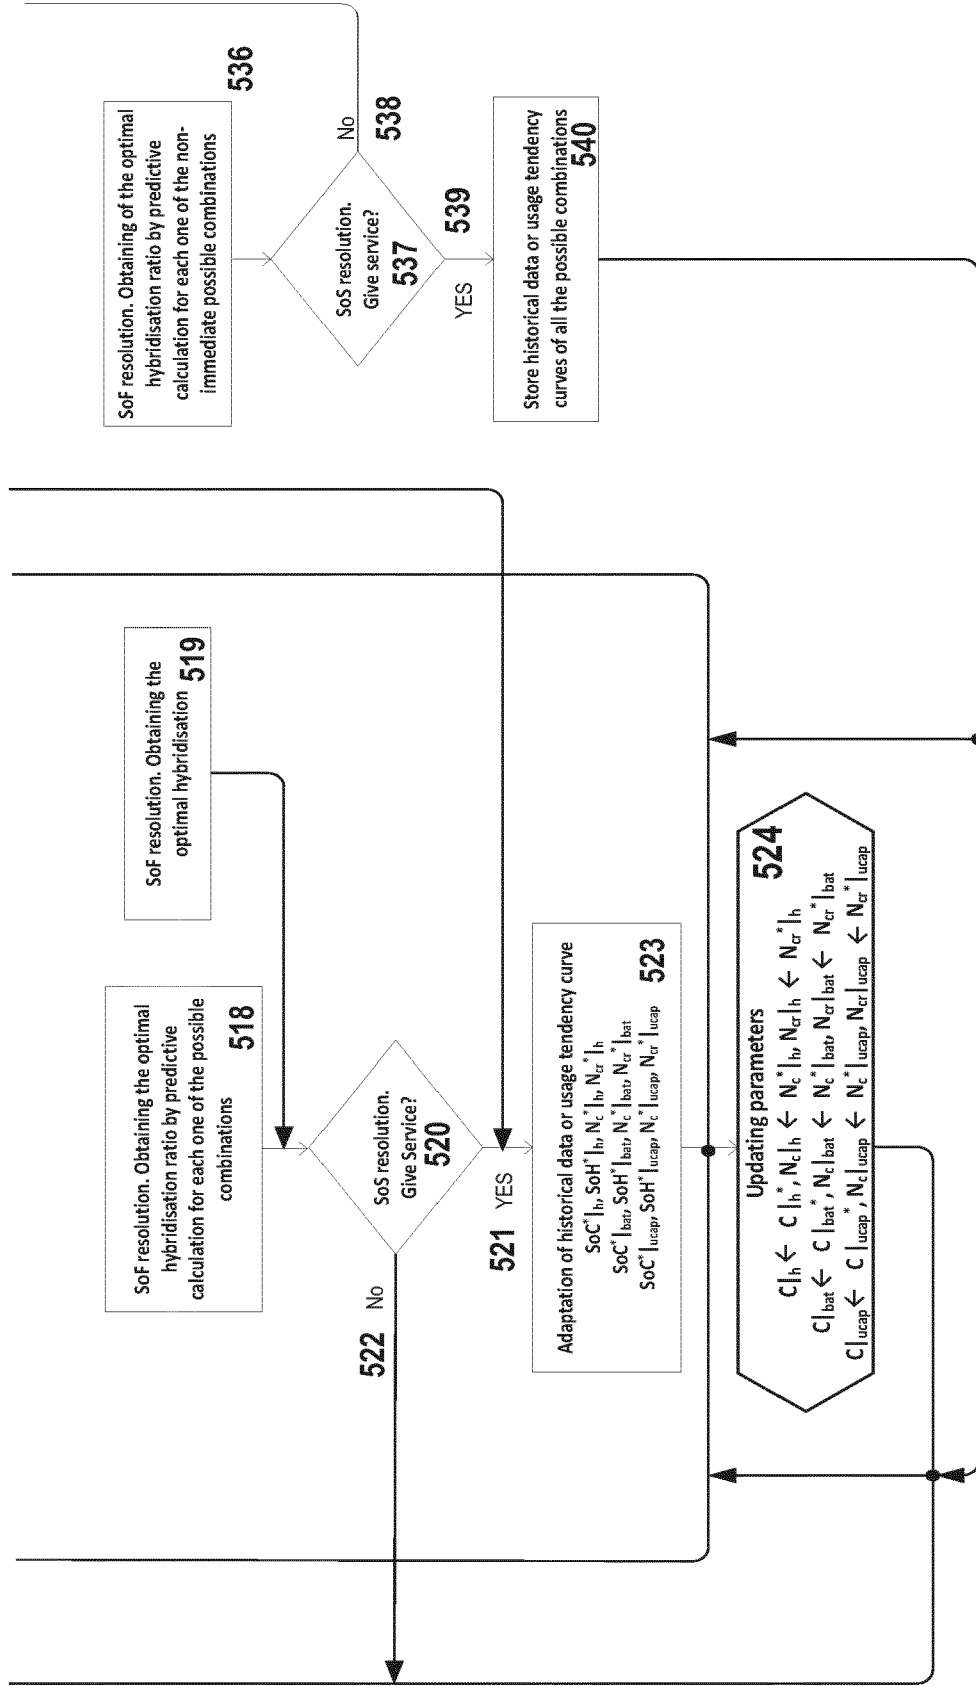 SoF resolution. Obtaining the optimal
hybridisation ratio by predictive
calculation for each one of the possible
combinations
518
SoF resolution. Obtaining the
optimal hybridisation
519
SoS resolution.
Give Service?
520
522
No
521
YES
Adaptation of historical data or usage tendency curve
SoC*|h, SoH*|h, Nc*|h, Ncr*|h
SoC*|bat, SoH*|bat, Nc*|bat, Ncr*|bat
SoC*|ucap, SoH*|ucap, Nc*|ucap, Ncr*|ucap
523
Updating parameters
524
C|h ← C|h*, Nc|h ← Nc*|h, Ncr|h ← Ncr*|h
C|bat ← C|bat*, Nc|bat ← Nc*|bat, Ncr|bat ← Ncr*|bat
C|ucap ← C|ucap*, Nc|ucap ← Nc*|ucap, Ncr|ucap ← Ncr*|ucap
SoF resolution. Obtaining of the optimal
hybridisation ratio by predictive
calculation for each one of the non-
immediate possible combinations
536
SoS resolution.
Give service?
537
No
538
YES
539
Store historical data or usage tendency
curves of all the possible combinations
540